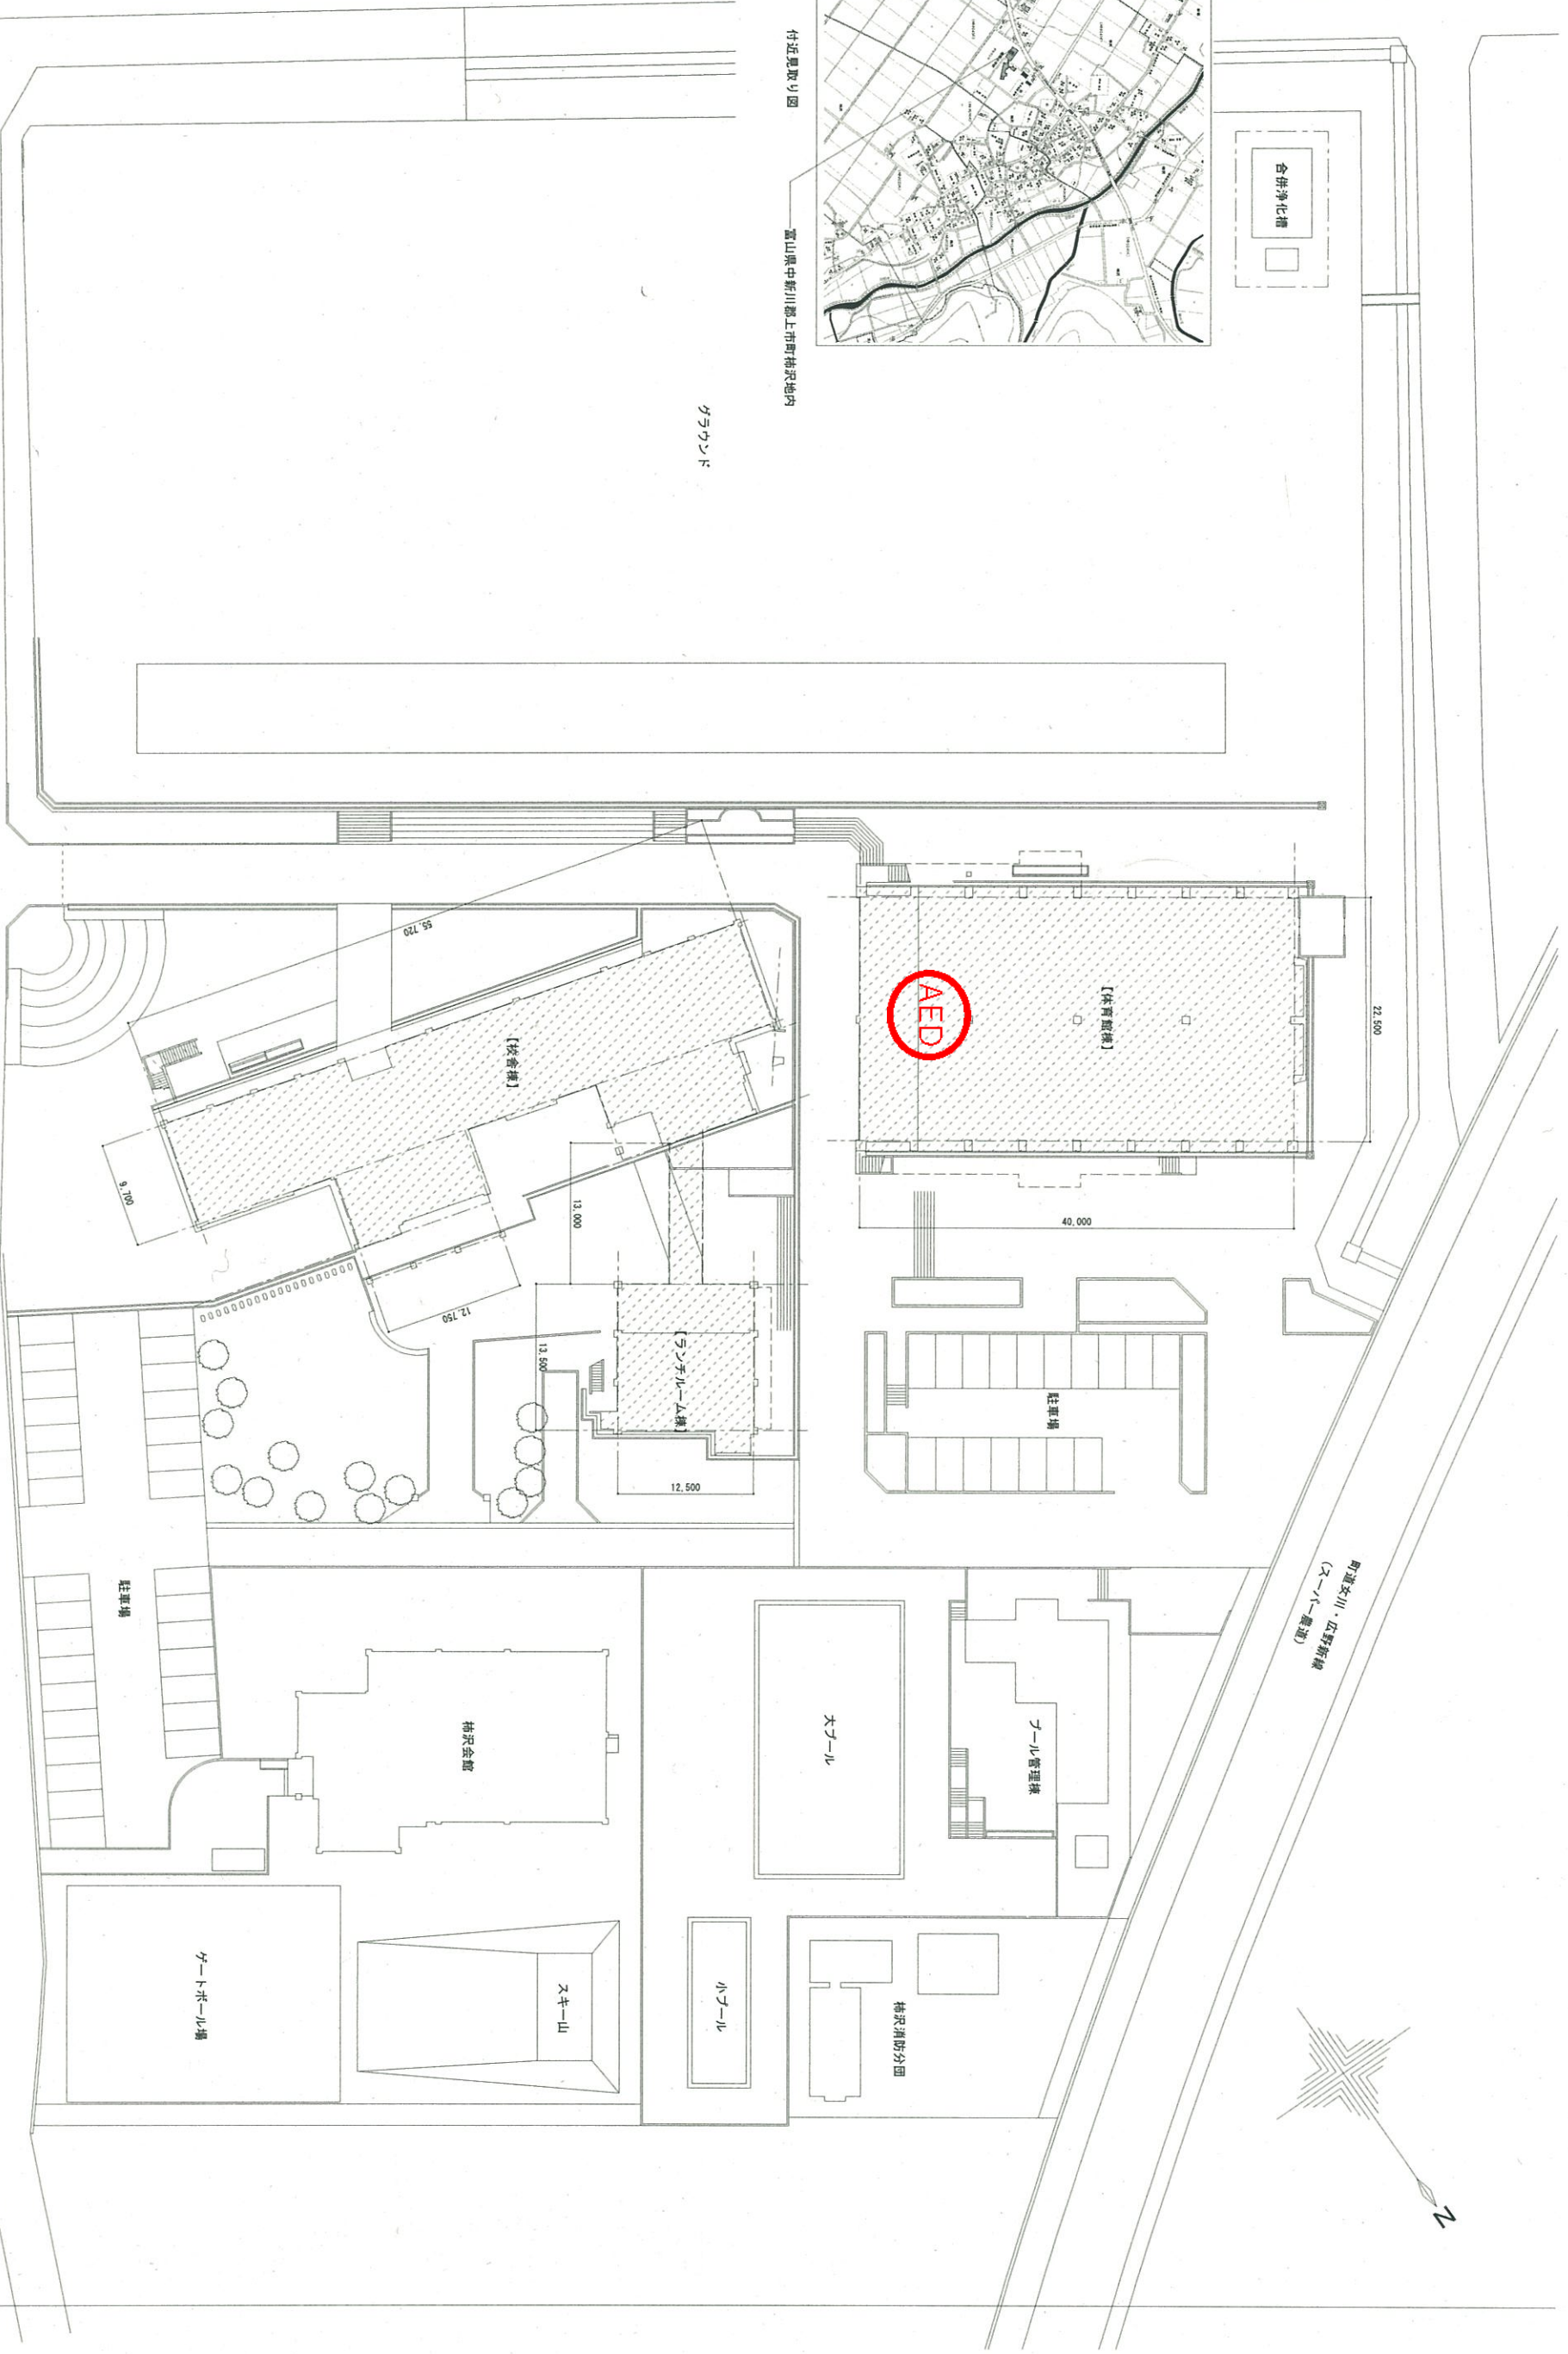 付近見取り図
富山県中新川郡上市町柿沢地内
合併浄化槽
グラウンド
【体育館棟】
AED
22,500
40,000
【校舎棟】
55,720
9,700
12,750
13,000
13,500
【ランチルーム棟】
12,500
駐車場
駐車場
町道女川・広野新線
(スーパー農道)
プール管理棟
大プール
小プール
柿沢会館
柿沢消防分団
スキー山
ゲートボール場
N